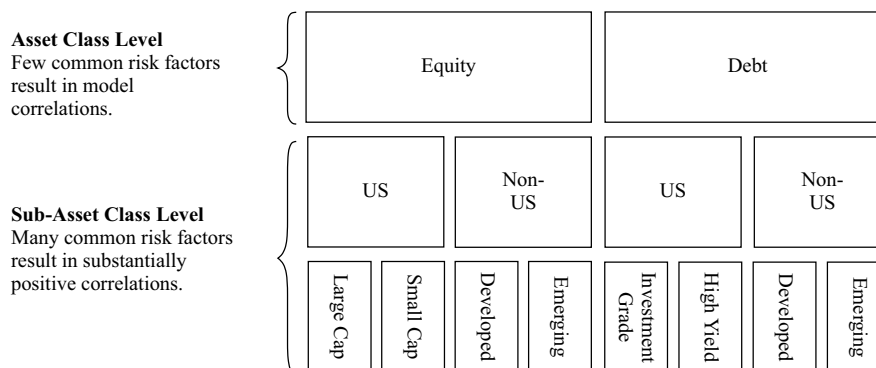 Asset Class Level
Few common risk factors
result in model
correlations.
Equity
Debt
Sub-Asset Class Level
Many common risk factors
result in substantially
positive correlations.
US
Non-
US
US
Non-
US
Large Cap
Small Cap
Developed
Emerging
Investment
Grade
High Yield
Developed
Emerging